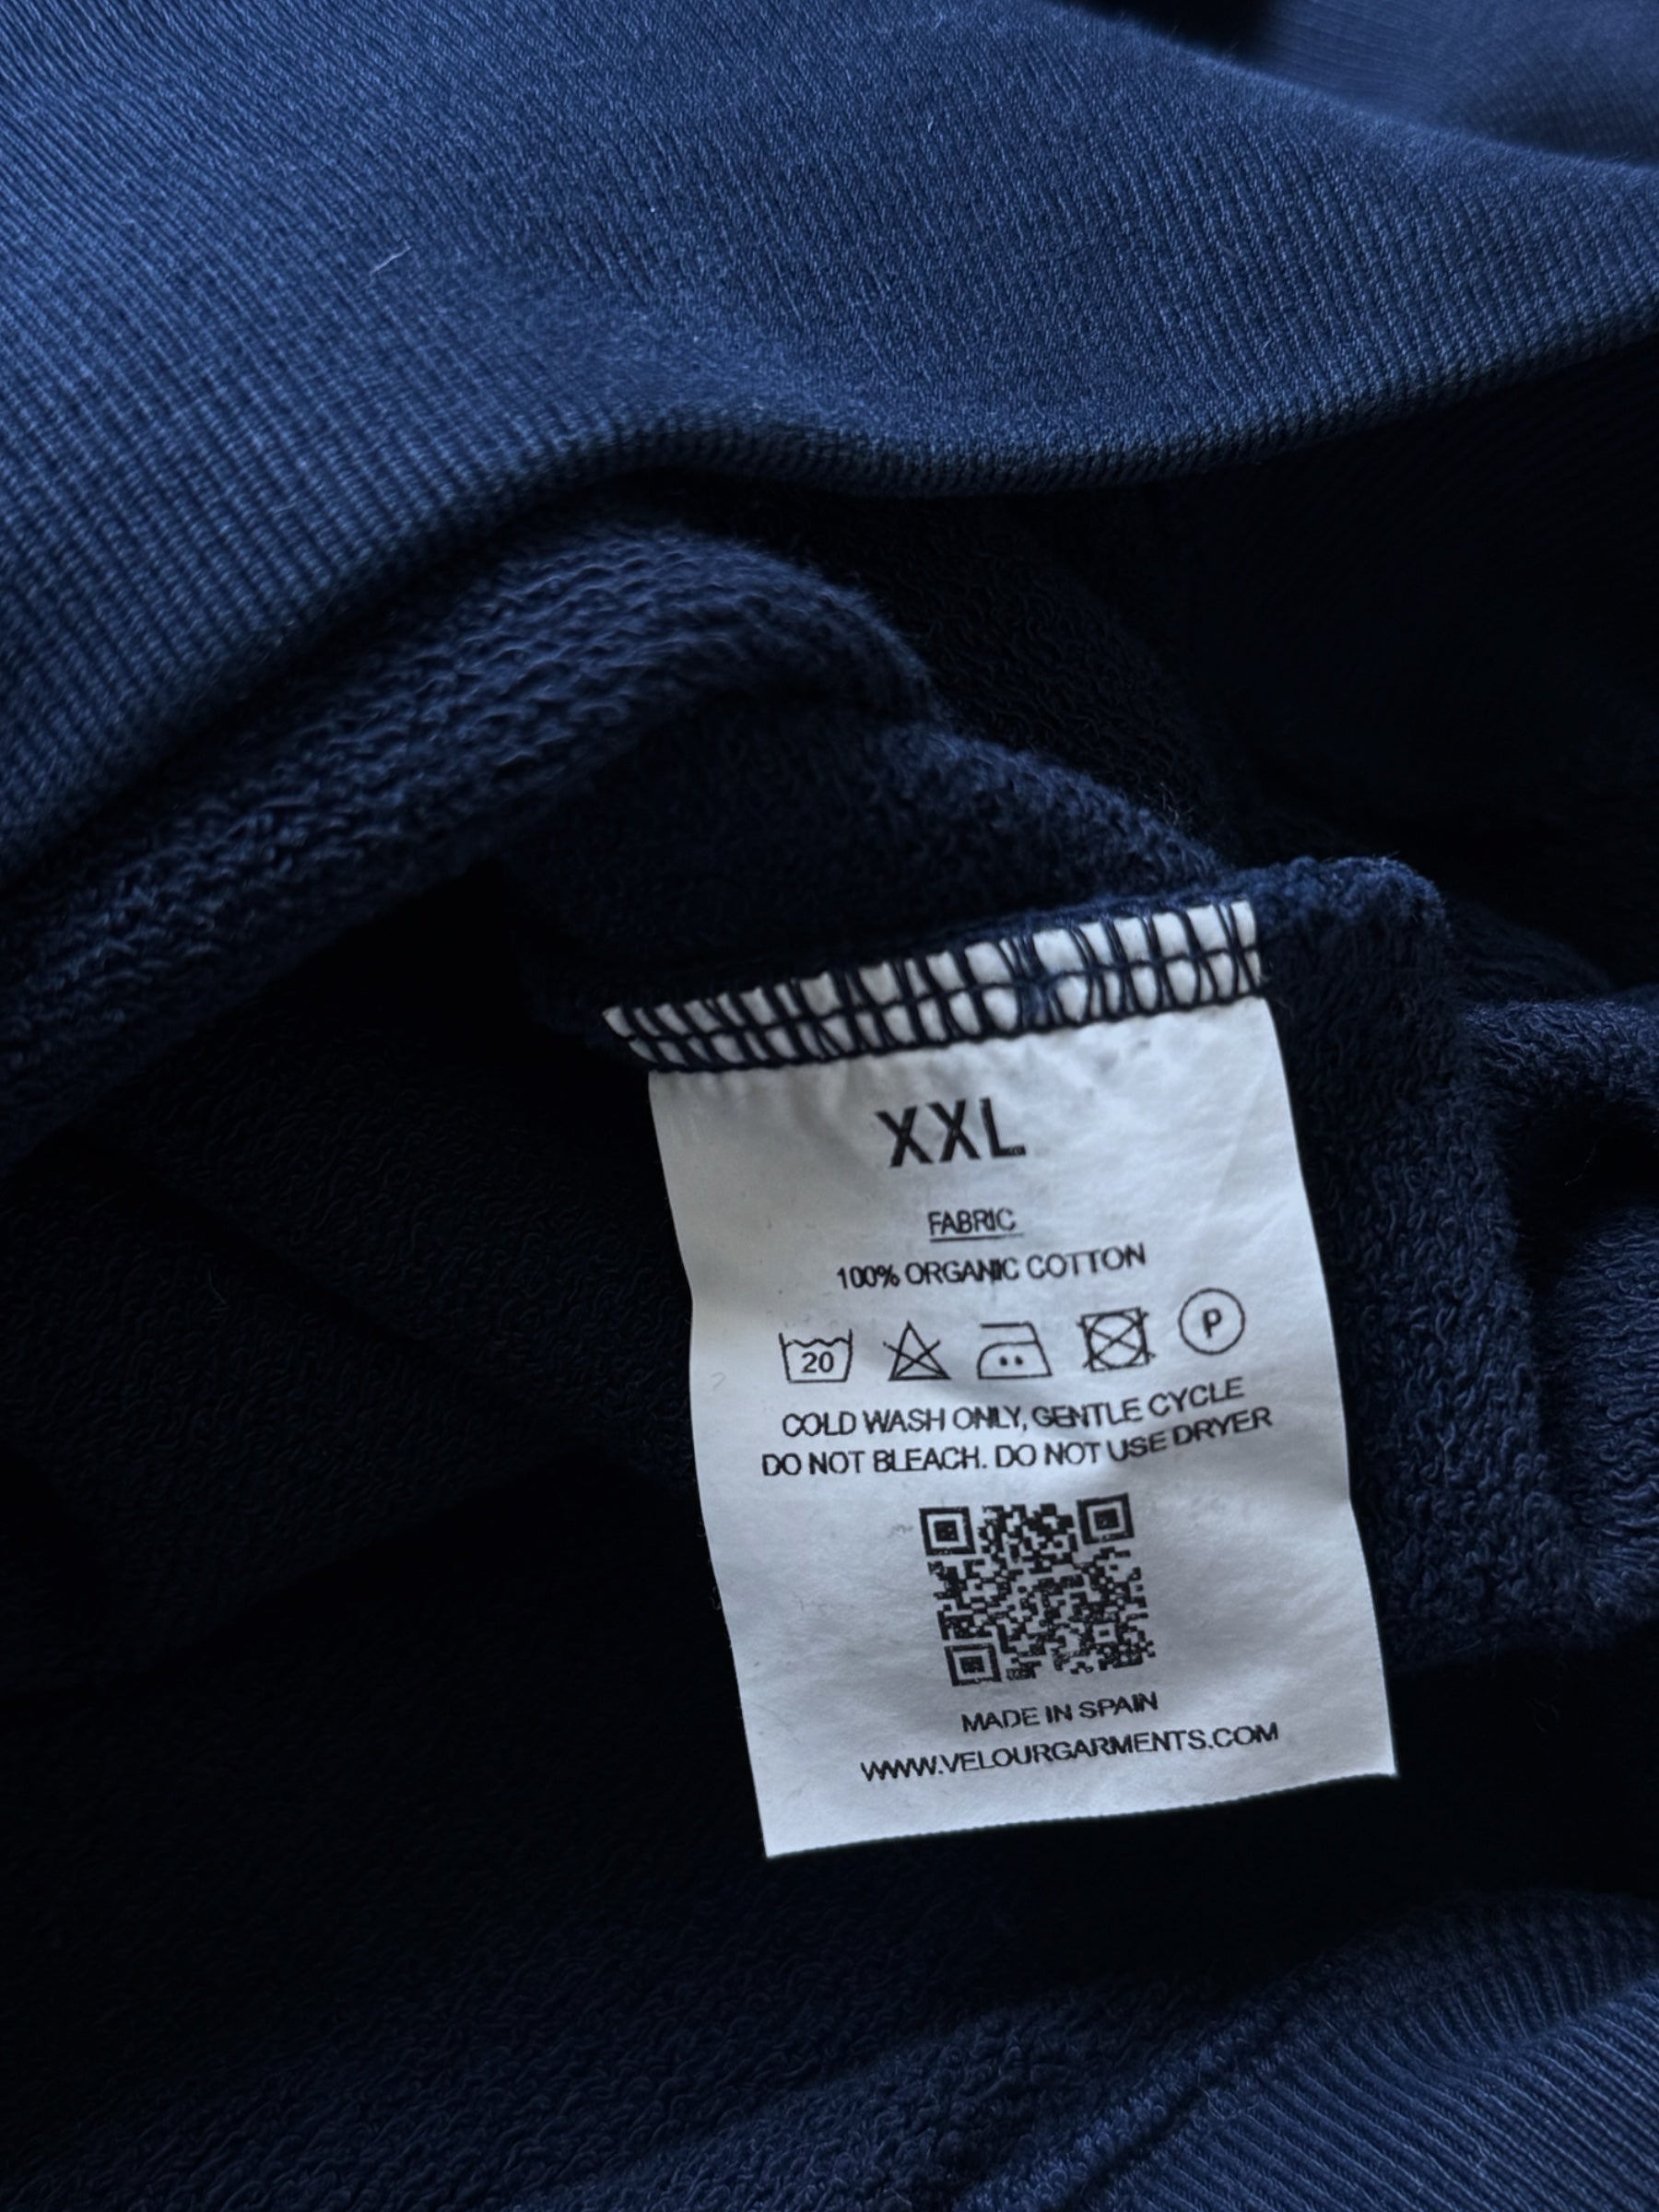 XXL
FABRIC
100% ORGANIC COTTON
20 P
COLD WASH ONLY, GENTLE CYCLE
DO NOT BLEACH. DO NOT USE DRYER
MADE IN SPAIN
WWW.VELOURGARMENTS.COM